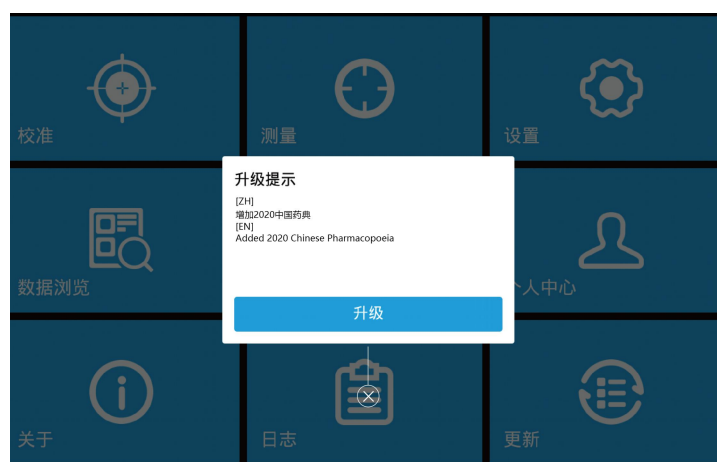 校准
测量
设置
升级提示
[ZH]
增加2020中国药典
[EN]
Added 2020 Chinese Pharmacopoeia
升级
数据浏览
人中心
关于
日志
更新